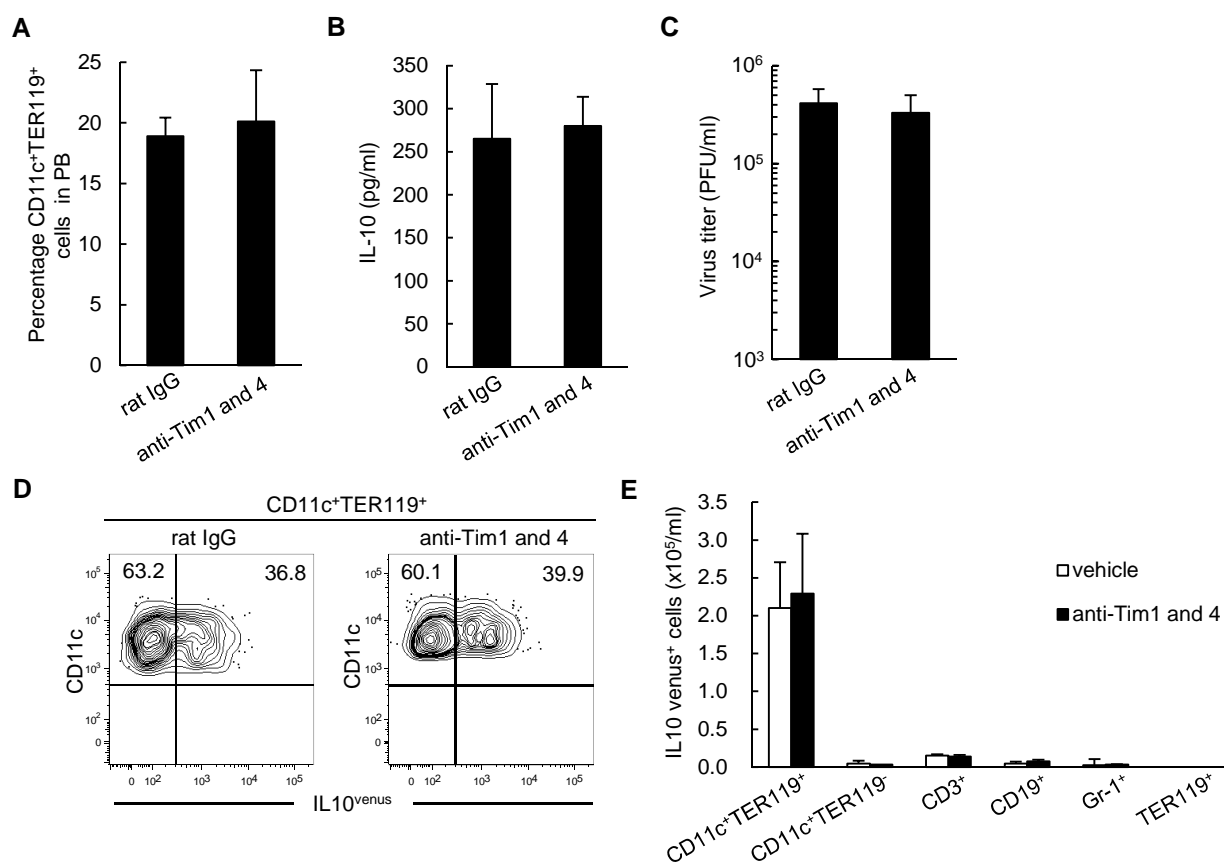 A
Percentage CD11c⁺TER119⁺
cells in PB
25
20
15
10
5
0
rat IgG
anti-Tim1 and 4
B
IL-10 (pg/ml)
350
300
250
200
150
100
50
0
rat IgG
anti-Tim1 and 4
C
Virus titer (PFU/ml)
10⁶
10⁵
10⁴
10³
rat IgG
anti-Tim1 and 4
D
CD11c⁺TER119⁺
rat IgG
63.2 36.8
CD11c
10⁵
10⁴
10³
10²
0
0 10² 10³ 10⁴ 10⁵
anti-Tim1 and 4
60.1 39.9
CD11c
10⁵
10⁴
10³
10²
0
0 10² 10³ 10⁴ 10⁵
IL10ᵛᵉⁿᵘˢ
E
IL10 venus⁺ cells (x10⁵/ml)
3.5
3.0
2.5
2.0
1.5
1.0
0.5
0.0
vehicle
anti-Tim1 and 4
CD11c⁺TER119⁺
CD11c⁺TER119⁻
CD3⁺
CD19⁺
Gr-1⁺
TER119⁺